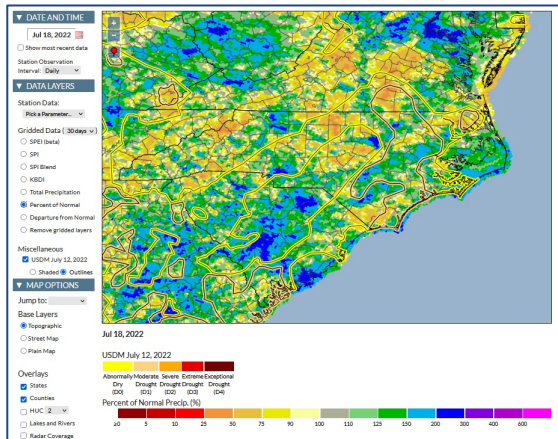 ▼ DATE AND TIME
Jul 18, 2022
Show most recent data
Station Observation
Interval: Daily
▼ DATA LAYERS
Station Data:
Pick a Parameter...
Gridded Data ( 30 days )
SPEI (beta)
SPI
SPI Blend
KBDI
Total Precipitation
Percent of Normal
Departure from Normal
Remove gridded layers
Miscellaneous
USDM July 12, 2022
Shaded Outlines
▼ MAP OPTIONS
Jump to:
Base Layers
Topographic
Street Map
Plain Map
Overlays
States
Counties
HUC 2
Lakes and Rivers
Radar Coverage
+
−
Jul 18, 2022
USDM July 12, 2022
Abnormally Moderate Severe Extreme Exceptional
Dry Drought Drought Drought Drought
(D0) (D1) (D2) (D3) (D4)
Percent of Normal Precip. (%)
≥0 5 10 25 50 75 90 100 110 125 150 200 300 400 600